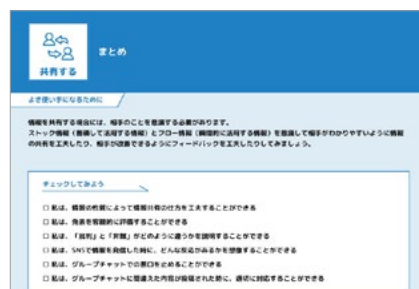 共有する
まとめ
よき使い手になるために
情報を共有する場合には、相手のことを意識する必要があります。
ストック情報（蓄積して活用する情報）とフロー情報（瞬間的に活用する情報）を意識して相手がわかりやすいように情報
の共有を工夫したり、相手が改善できるようにフィードバックを工夫したりしてみましょう。
チェックしてみよう
□ 私は、情報の性質によって情報共有の仕方を工夫することができる
□ 私は、発表を客観的に評価することができる
□ 私は、「批判」と「非難」がどのように違うかを説明することができる
□ 私は、SNSで情報を発信した時に、どんな反応があるかを想像することができる
□ 私は、グループチャットでの悪口を止めることができる
□ 私は、グループチャットに間違えた内容が投稿された時に、適切に対応することができる